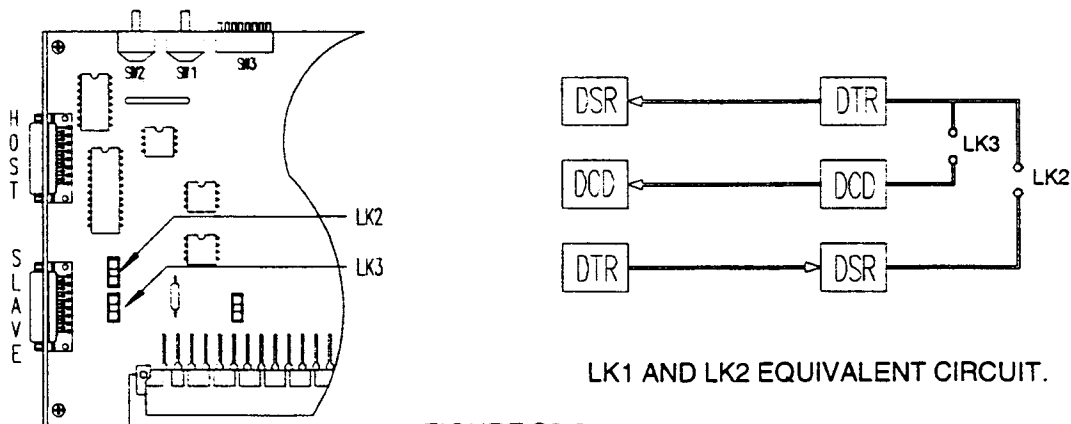 SW2 SW1 SW3
HOST
SLAVE
LK2
LK3
DSR DTR
LK3
LK2
DCD DCD
DTR DSR
LK1 AND LK2 EQUIVALENT CIRCUIT.